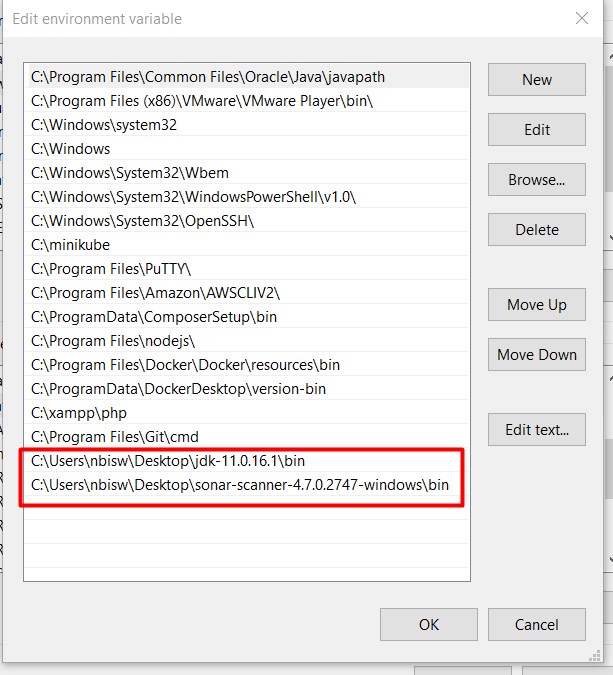 Edit environment variable
C:\Program Files\Common Files\Oracle\Java\javapath
New
C:\Program Files (x86)\VMware\VMware Player\bin\
C:\Windows\system32
Edit
C:\Windows
C:\Windows\System32\Wbem
Browse...
C:\Windows\System32\WindowsPowerShell\v1.0\
C:\Windows\System32\OpenSSH\
Delete
C:\minikube
C:\Program Files\PuTTY\
C:\Program Files\Amazon\AWSCLIV2\
Move Up
C:\ProgramData\ComposerSetup\bin
C:\Program Files\nodejs\
Move Down
C:\Program Files\Docker\Docker\resources\bin
C:\ProgramData\DockerDesktop\version-bin
C:\xampp\php
Edit text...
C:\Program Files\Git\cmd
C:\Users\nbisw\Desktop\jdk-11.0.16.1\bin
C:\Users\nbisw\Desktop\sonar-scanner-4.7.0.2747-windows\bin
OK
Cancel